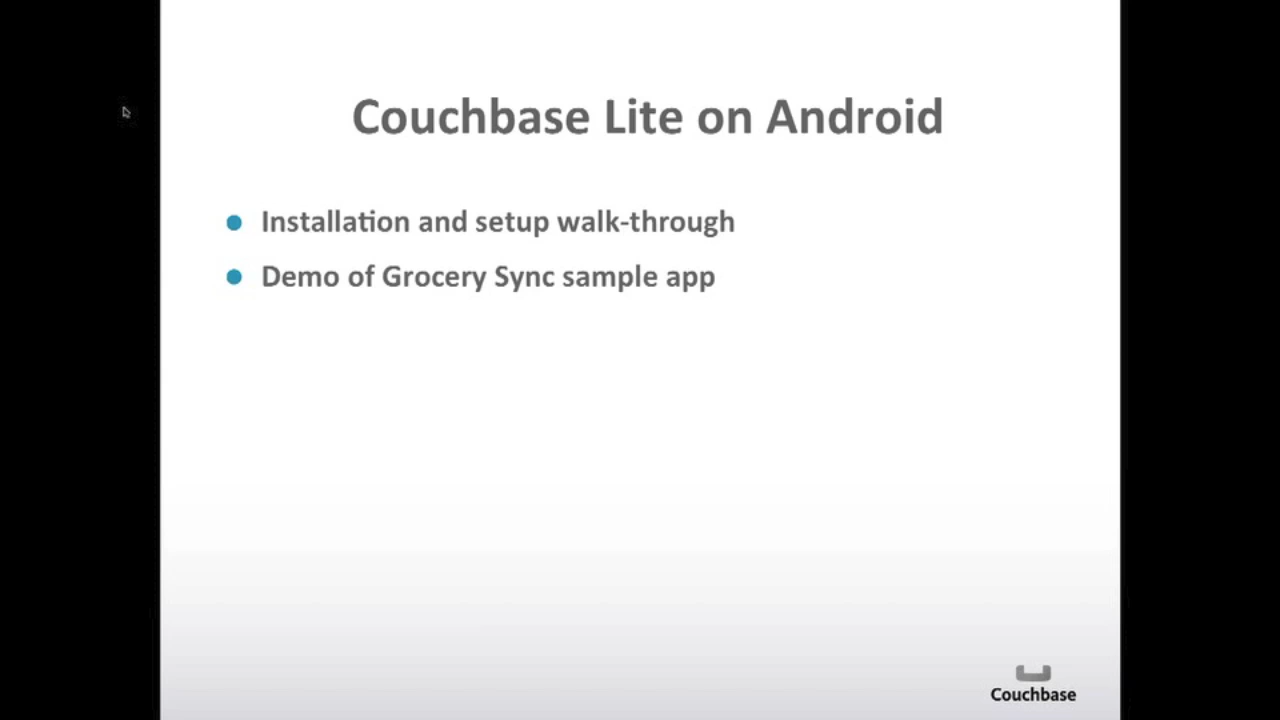 Couchbase Lite on Android
Installation and setup walk-through
Demo of Grocery Sync sample app
Couchbase